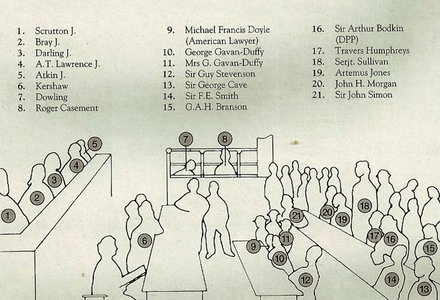 1. Scrutton J.
2. Bray J.
3. Darling J.
4. A.T. Lawrence J.
5. Atkin J.
6. Kershaw
7. Dowling
8. Roger Casement
9. Michael Francis Doyle
(American Lawyer)
10. George Gavan-Duffy
11. Mrs G. Gavan-Duffy
12. Sir Guy Stevenson
13. Sir George Cave
14. Sir F.E. Smith
15. G.A.H. Branson
16. Sir Arthur Bodkin
(DPP)
17. Travers Humphreys
18. Serjt. Sullivan
19. Artemus Jones
20. John H. Morgan
21. Sir John Simon
1
2
3
4
5
6
7
8
9
10
11
12
13
14
15
16
17
18
19
20
21